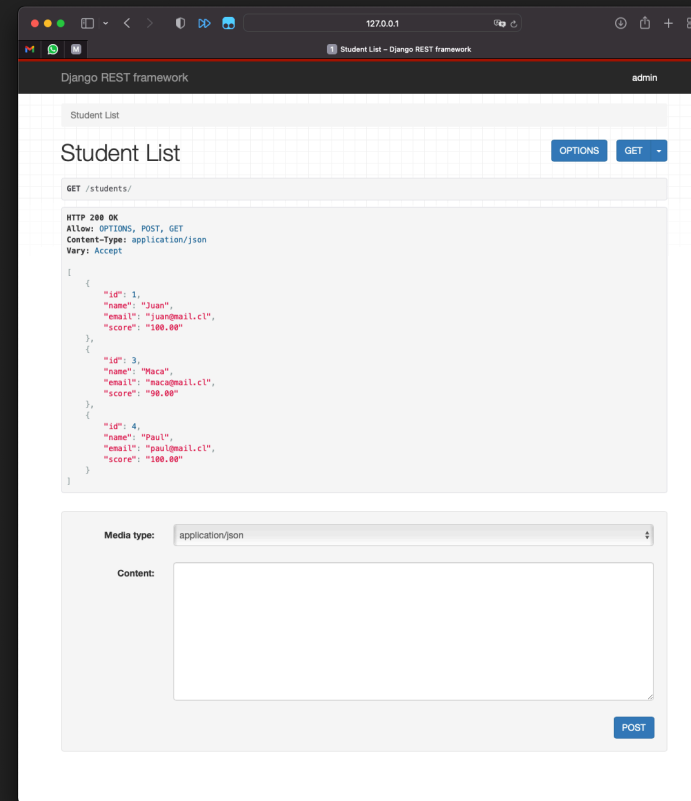 127.0.0.1
M
1 Student List – Django REST framework
Django REST framework
admin
Student List
Student List
OPTIONS
GET
GET /students/
HTTP 200 OK
Allow: OPTIONS, POST, GET
Content-Type: application/json
Vary: Accept
[
{
"id": 1,
"name": "Juan",
"email": "juan@mail.cl",
"score": "100.00"
},
{
"id": 3,
"name": "Maca",
"email": "maca@mail.cl",
"score": "90.00"
},
{
"id": 4,
"name": "Paul",
"email": "paul@mail.cl",
"score": "100.00"
}
]
Media type:
application/json
Content:
POST